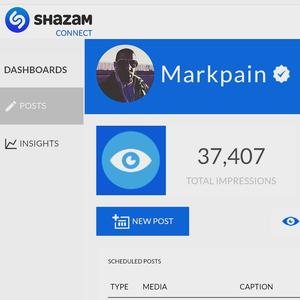 SHAZAM
CONNECT
DASHBOARDS
Markpain
POSTS
INSIGHTS
37,407
TOTAL IMPRESSIONS
NEW POST
SCHEDULED POSTS
TYPE MEDIA CAPTION